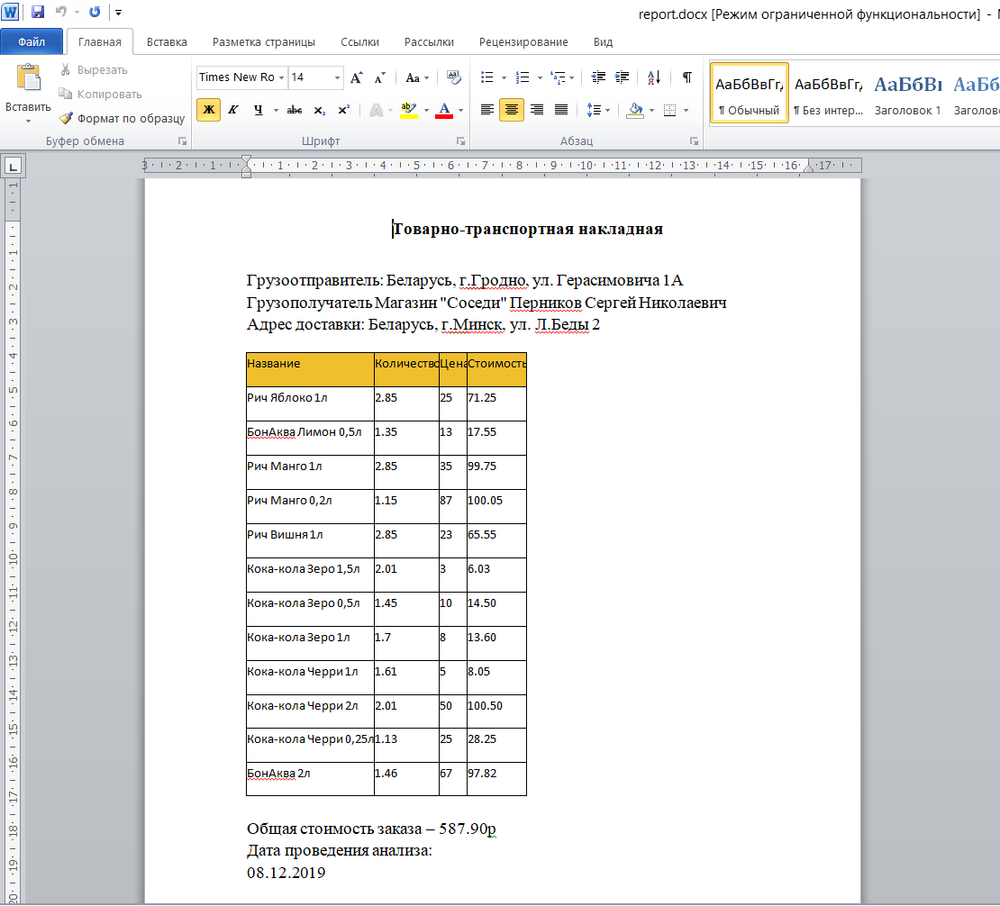 report.docx [Режим ограниченной функциональности] -
Файл Главная Вставка Разметка страницы Ссылки Рассылки Рецензирование Вид
Вставить
Вырезать
Копировать
Формат по образцу
Буфер обмена
Times New Ro 14
Ж К Ч abc x₂ x²
Шрифт
Абзац
АаБбВвГг, АаБбВвГг, АаБбВı АаБб
¶ Обычный ¶ Без интер... Заголовок 1 Заголово
3 2 1 1 2 3 4 5 6 7 8 9 10 11 12 13 14 15 16 17
Товарно-транспортная накладная
Грузоотправитель: Беларусь, г.Гродно, ул. Герасимовича 1А
Грузополучатель Магазин "Соседи" Перников Сергей Николаевич
Адрес доставки: Беларусь, г.Минск, ул. Л.Беды 2
Название Количество Цена Стоимость
Рич Яблоко 1л 2.85 25 71.25
БонАква Лимон 0,5л 1.35 13 17.55
Рич Манго 1л 2.85 35 99.75
Рич Манго 0,2л 1.15 87 100.05
Рич Вишня 1л 2.85 23 65.55
Кока-кола Зеро 1,5л 2.01 3 6.03
Кока-кола Зеро 0,5л 1.45 10 14.50
Кока-кола Зеро 1л 1.7 8 13.60
Кока-кола Черри 1л 1.61 5 8.05
Кока-кола Черри 2л 2.01 50 100.50
Кока-кола Черри 0,25л 1.13 25 28.25
БонАква 2л 1.46 67 97.82
Общая стоимость заказа – 587.90р
Дата проведения анализа:
08.12.2019